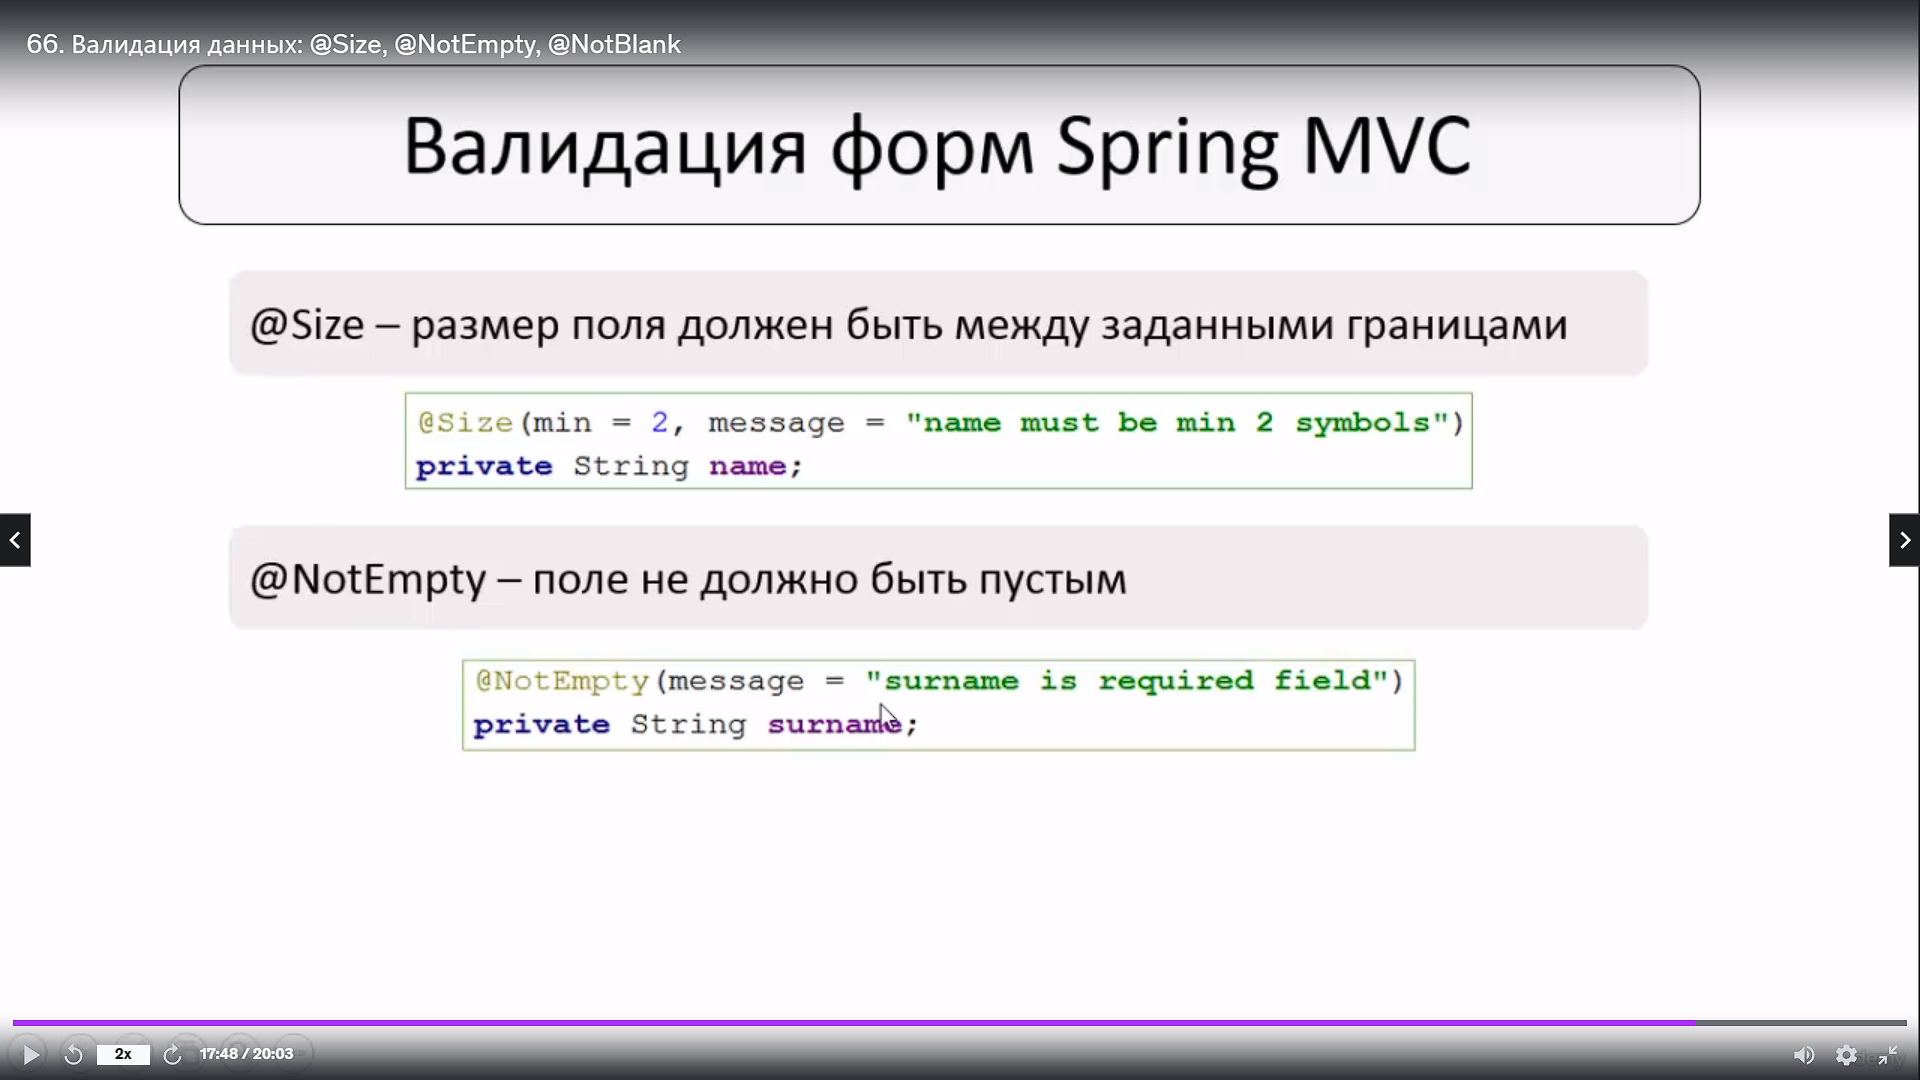 66. Валидация данных: @Size, @NotEmpty, @NotBlank
Валидация форм Spring MVC
@Size – размер поля должен быть между заданными границами
@Size(min = 2, message = "name must be min 2 symbols")
private String name;
@NotEmpty – поле не должно быть пустым
@NotEmpty(message = "surname is required field")
private String surname;
2x
17:48 / 20:03